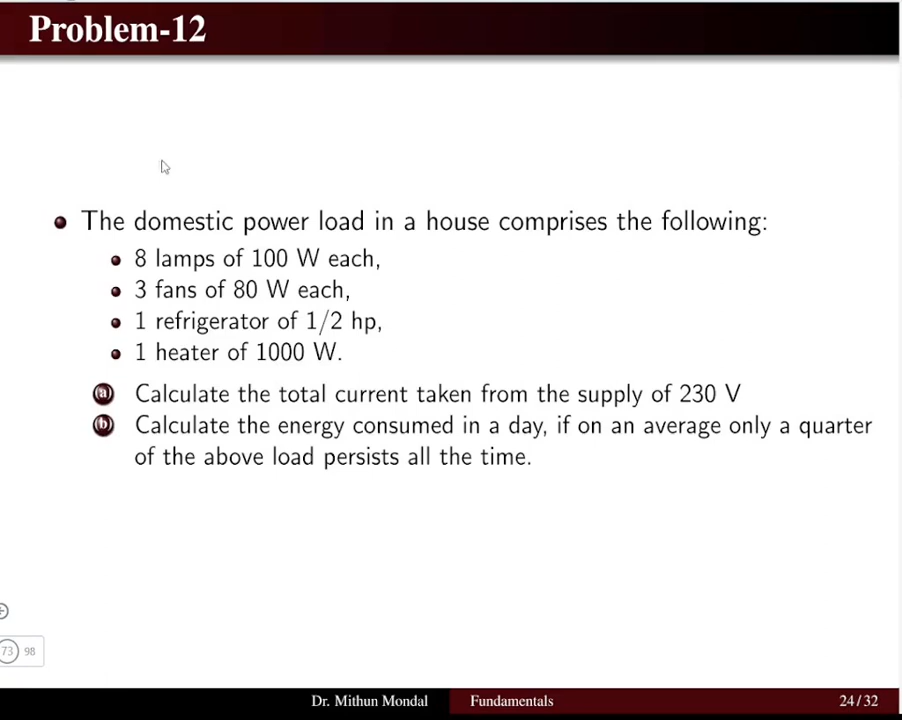 Problem-12
The domestic power load in a house comprises the following:
8 lamps of 100 W each,
3 fans of 80 W each,
1 refrigerator of 1/2 hp,
1 heater of 1000 W.
(a) Calculate the total current taken from the supply of 230 V
(b) Calculate the energy consumed in a day, if on an average only a quarter
of the above load persists all the time.
73 98
Dr. Mithun Mondal Fundamentals 24/32